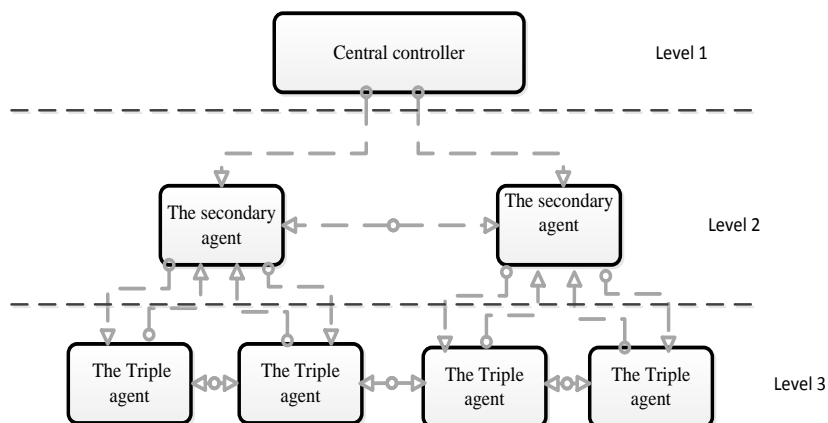 Central controller
Level 1
The secondary
agent
The secondary
agent
Level 2
The Triple
agent
The Triple
agent
The Triple
agent
The Triple
agent
Level 3